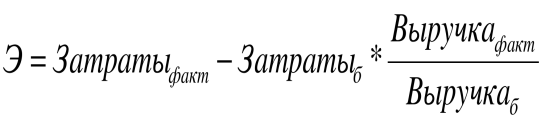 Э = Затраты_факт − Затраты_б * Выручка_факт / Выручка_б